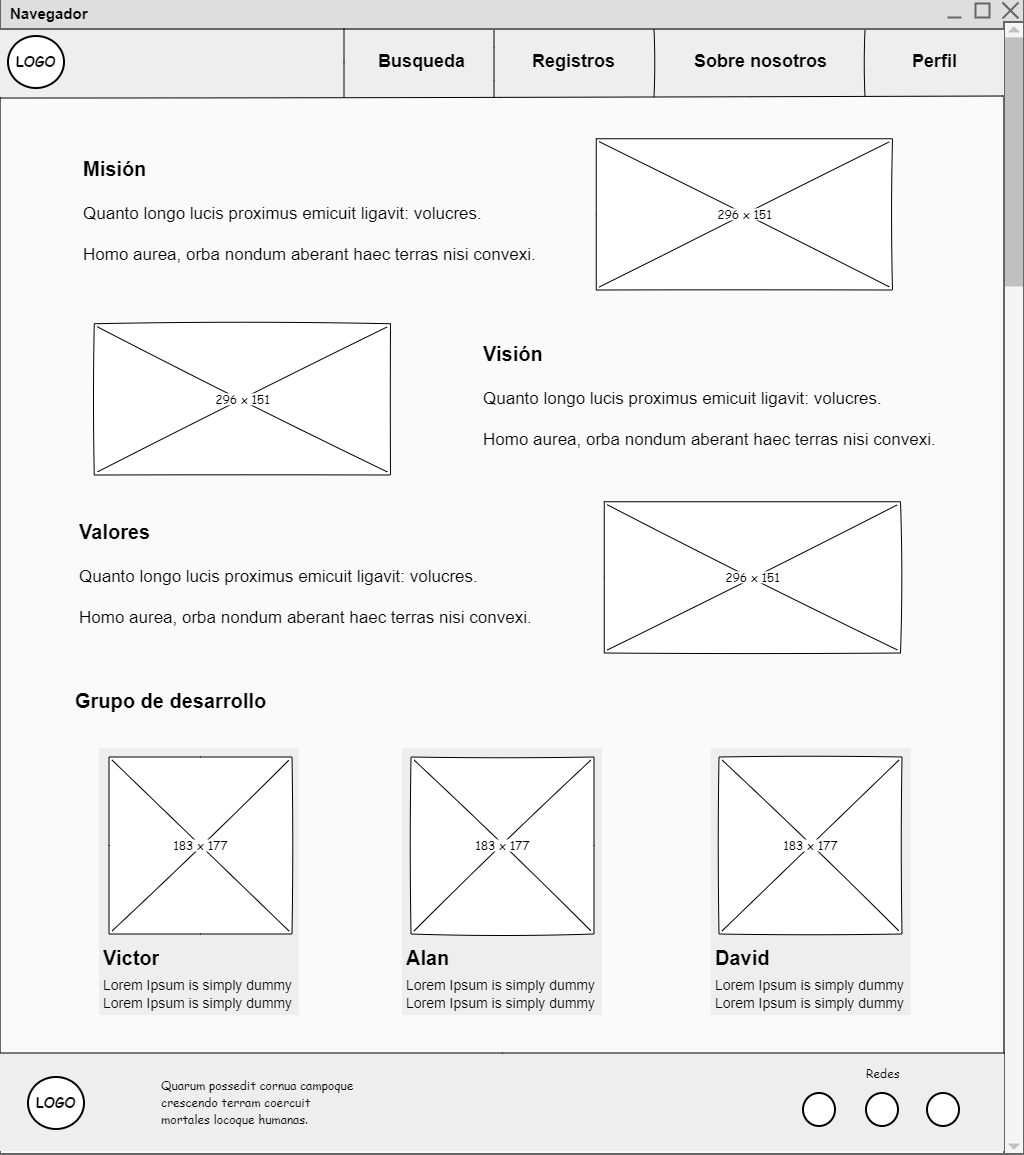 Navegador
LOGO
Busqueda
Registros
Sobre nosotros
Perfil
Misión
Quanto longo lucis proximus emicuit ligavit: volucres.
Homo aurea, orba nondum aberant haec terras nisi convexi.
296 x 151
296 x 151
Visión
Quanto longo lucis proximus emicuit ligavit: volucres.
Homo aurea, orba nondum aberant haec terras nisi convexi.
Valores
Quanto longo lucis proximus emicuit ligavit: volucres.
Homo aurea, orba nondum aberant haec terras nisi convexi.
296 x 151
Grupo de desarrollo
183 x 177
Victor
Lorem Ipsum is simply dummy
Lorem Ipsum is simply dummy
183 x 177
Alan
Lorem Ipsum is simply dummy
Lorem Ipsum is simply dummy
183 x 177
David
Lorem Ipsum is simply dummy
Lorem Ipsum is simply dummy
LOGO
Quarum possedit cornua campoque
crescendo terram coercuit
mortales locoque humanas.
Redes